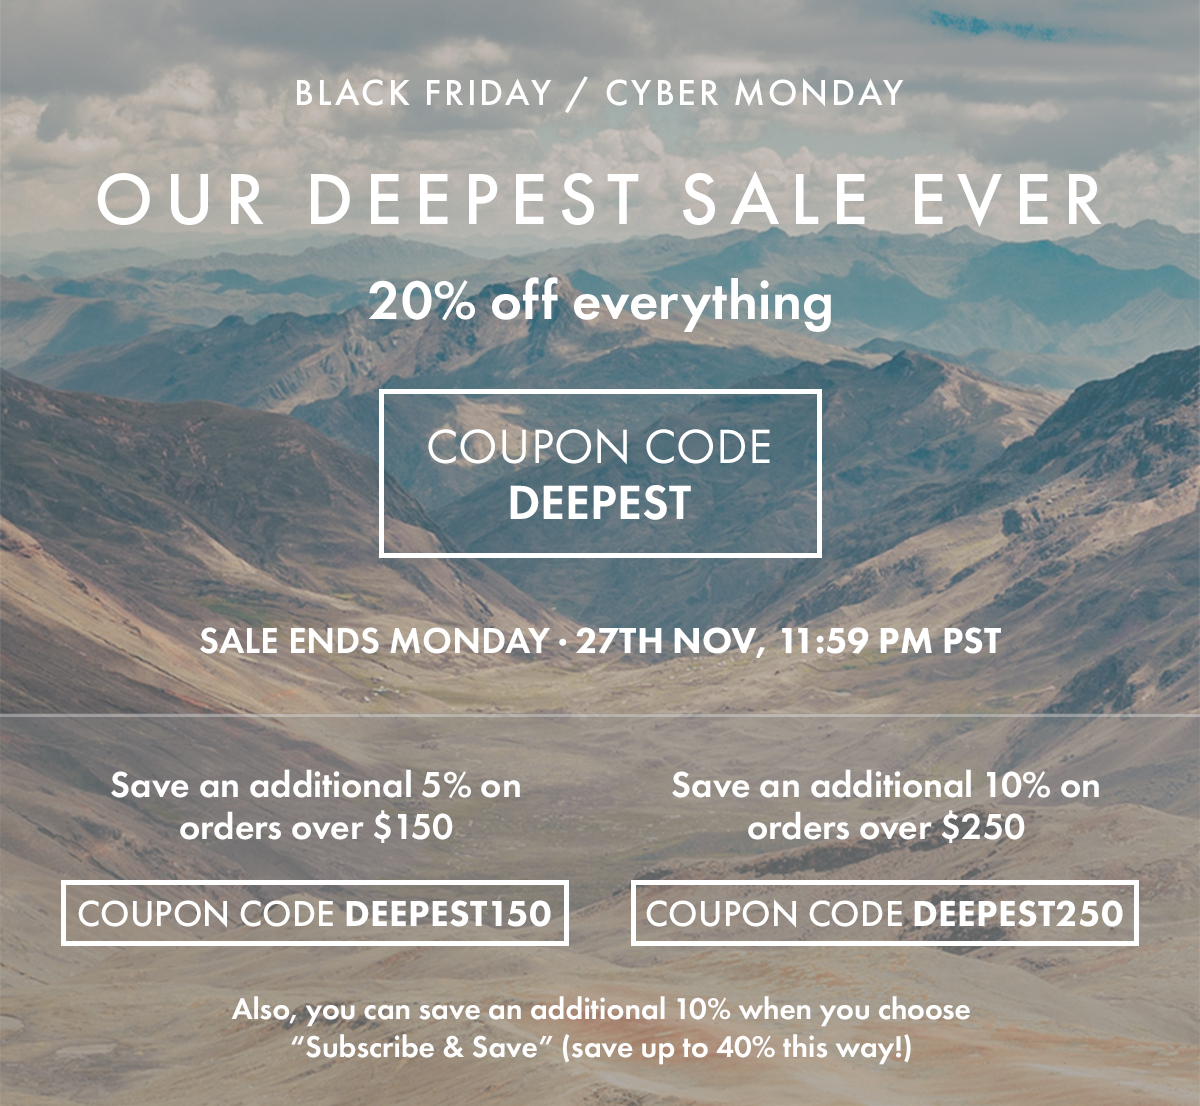 BLACK FRIDAY / CYBER MONDAY
OUR DEEPEST SALE EVER
20% off everything
COUPON CODE
DEEPEST
SALE ENDS MONDAY · 27TH NOV, 11:59 PM PST
Save an additional 5% on
orders over $150
COUPON CODE DEEPEST150
Save an additional 10% on
orders over $250
COUPON CODE DEEPEST250
Also, you can save an additional 10% when you choose
“Subscribe & Save” (save up to 40% this way!)